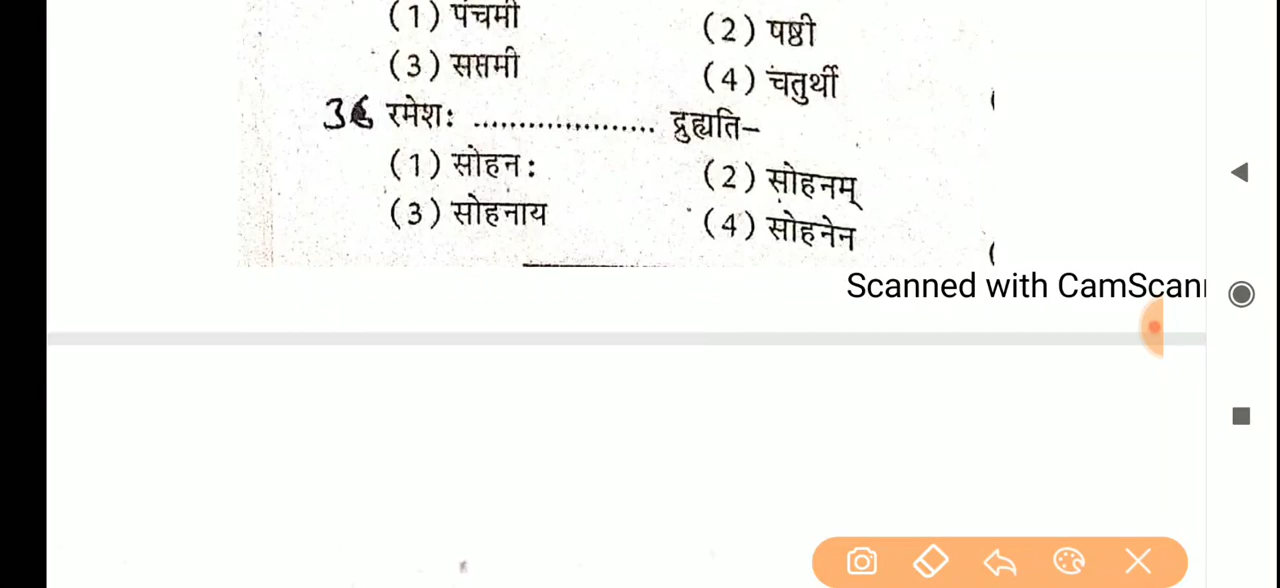 (1) पंचमी (2) षष्ठी
(3) सप्तमी (4) चतुर्थी
36 रमेशः .................... द्रुह्यति–
(1) सोहनः (2) सोहनम्
(3) सोहनाय (4) सोहनेन
Scanned with CamScann